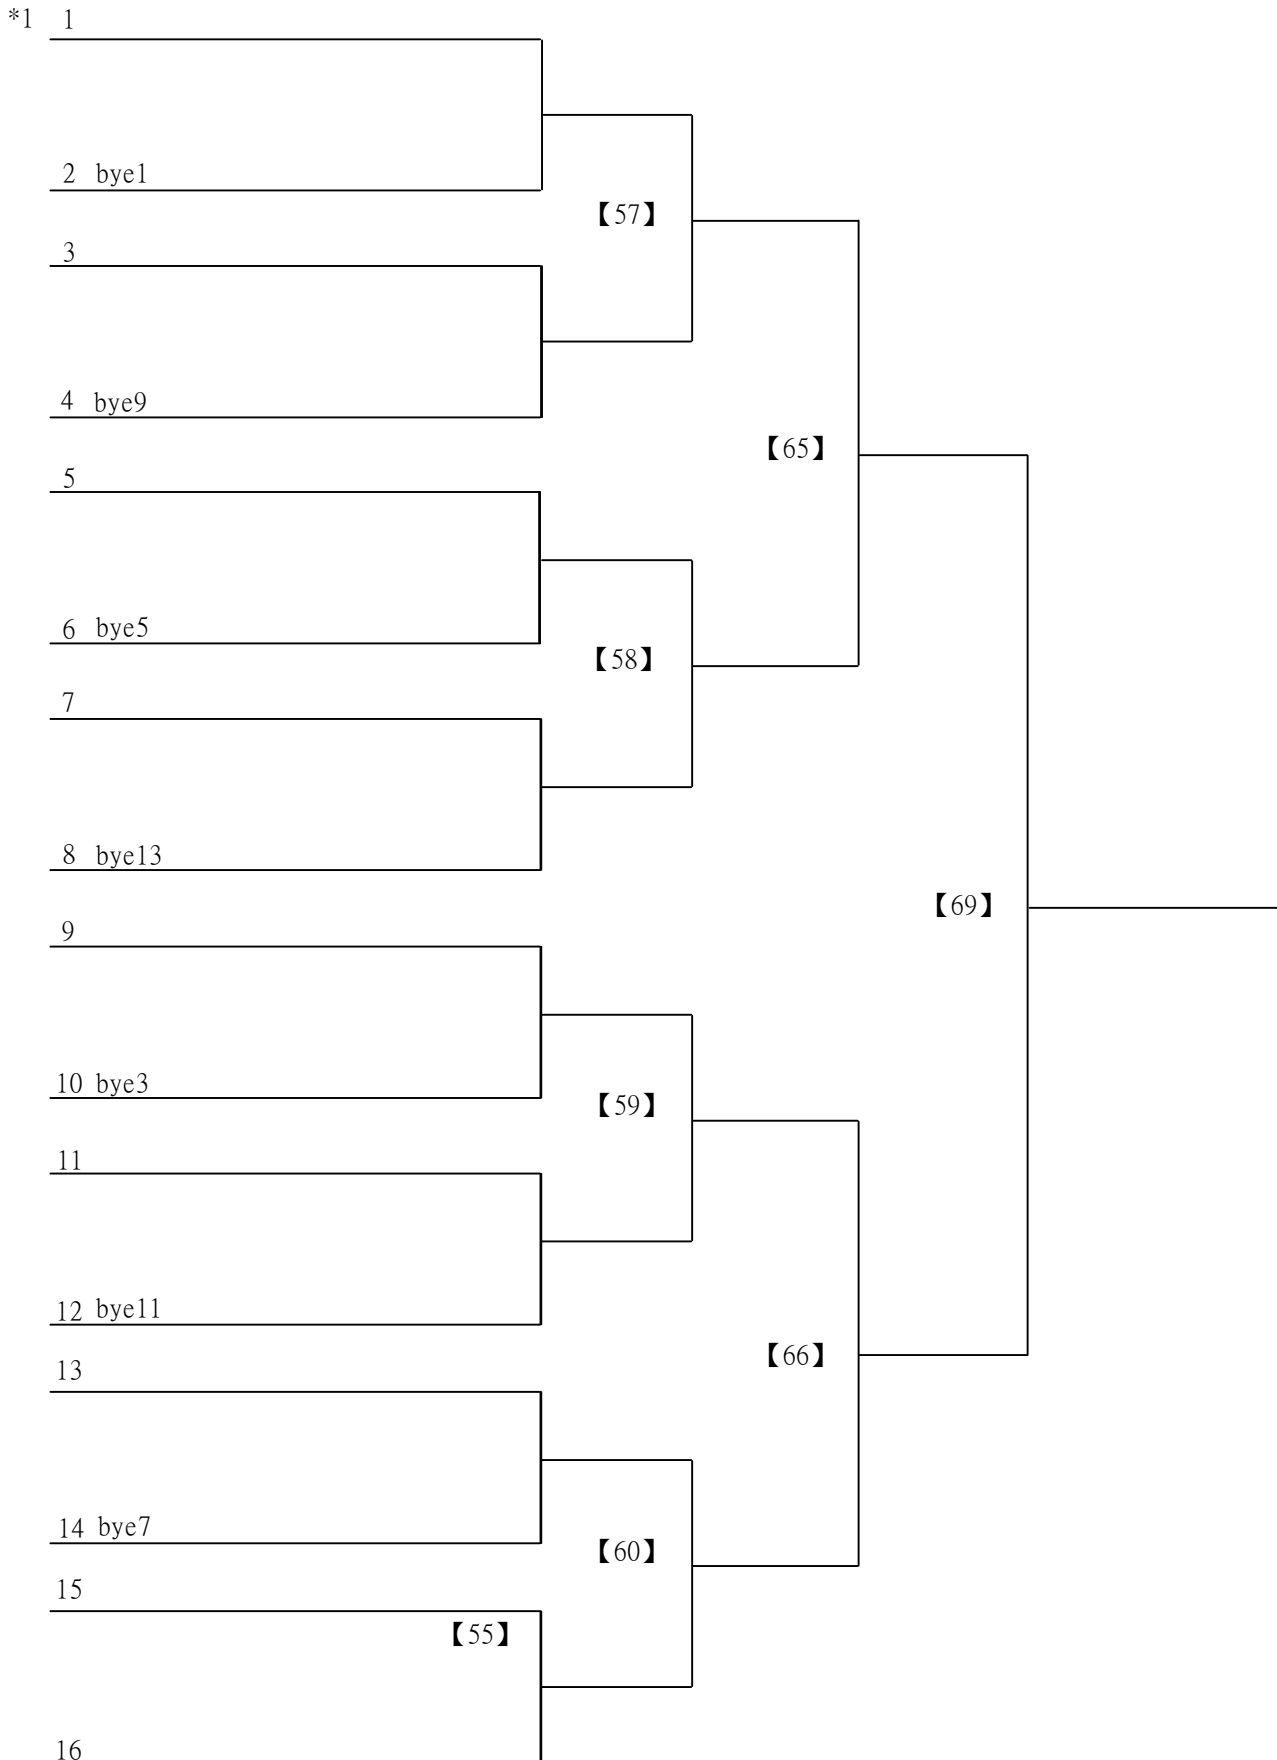 *1 1
2 bye1
【57】
3
4 bye9
【65】
5
6 bye5
【58】
7
8 bye13
【69】
9
10 bye3
【59】
11
12 bye11
【66】
13
14 bye7
【60】
15
【55】
16